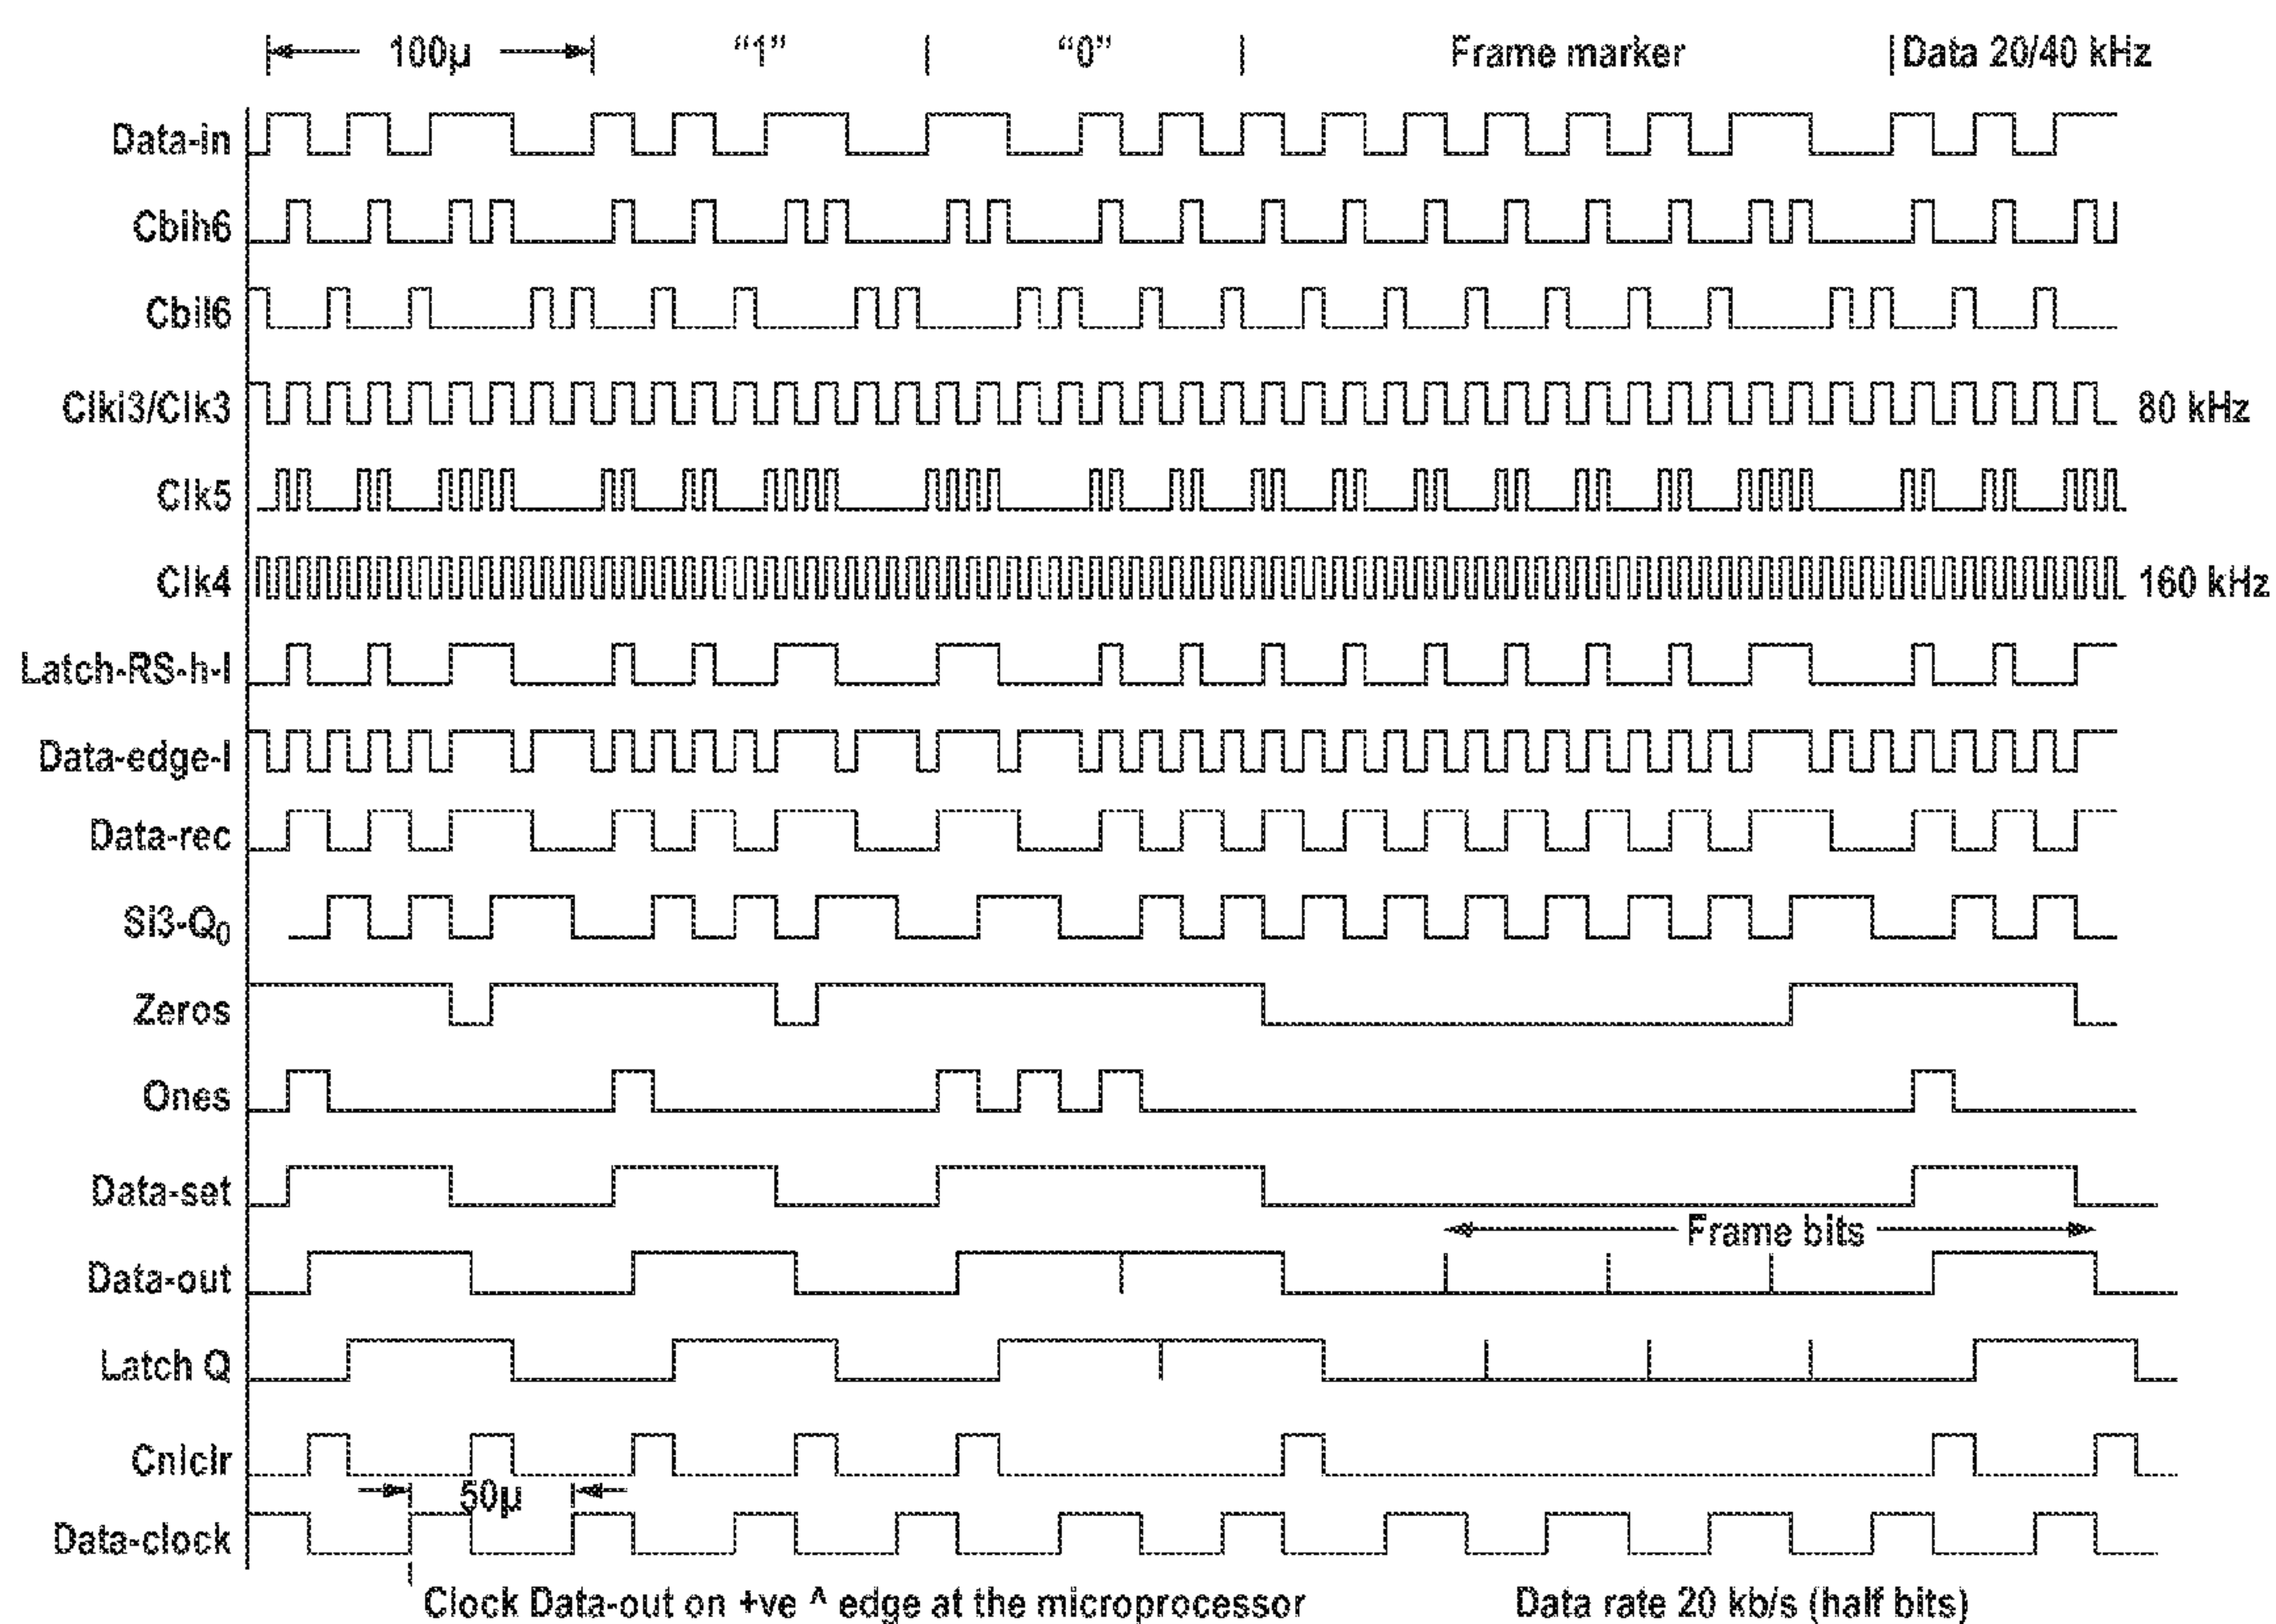 100µ "1" "0" Frame marker Data 20/40 kHz
Data-in
Cbih6
Cbil6
Clki3/Clk3 80 kHz
Clk5
Clk4 160 kHz
Latch-RS-h-l
Data-edge-l
Data-rec
Si3-Q0
Zeros
Ones
Data-set
Frame bits
Data-out
Latch Q
Cnlclr
50µ
Data-clock
Clock Data-out on +ve ^ edge at the microprocessor Data rate 20 kb/s (half bits)